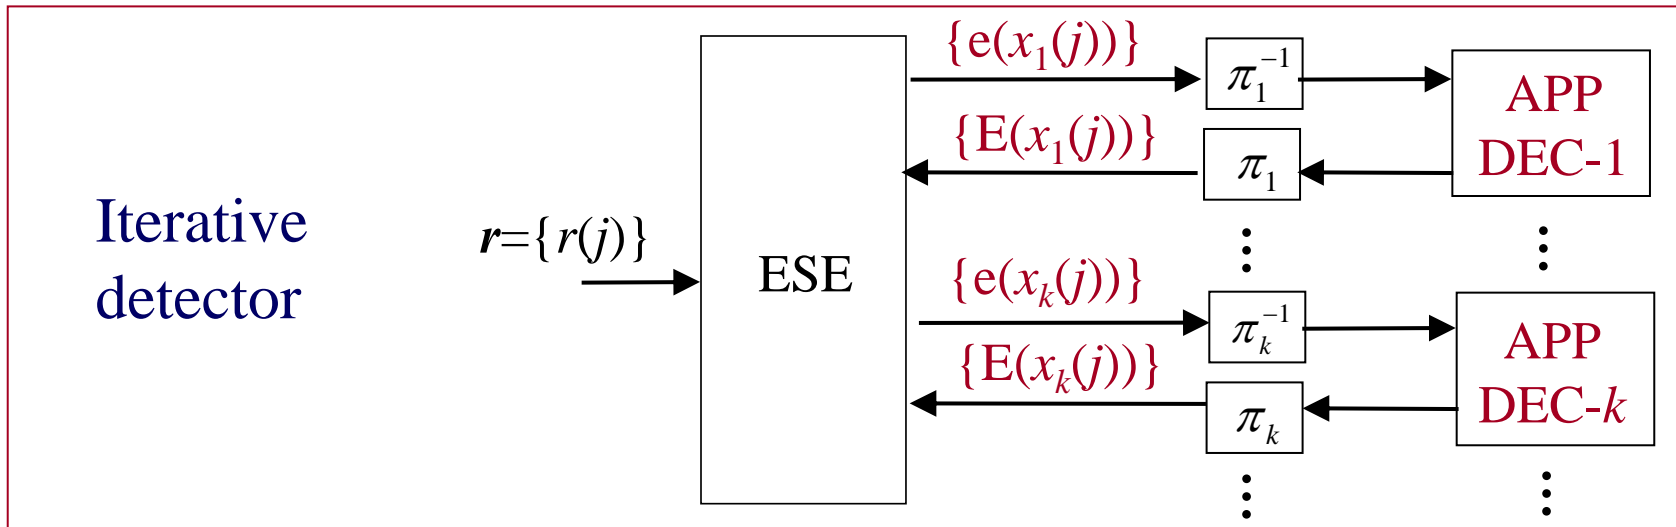 Iterative
detector
r={r(j)}
ESE
{e(x₁(j))}
π₁⁻¹
APP
DEC-1
{E(x₁(j))}
π₁
{e(xₖ(j))}
πₖ⁻¹
APP
DEC-k
{E(xₖ(j))}
πₖ